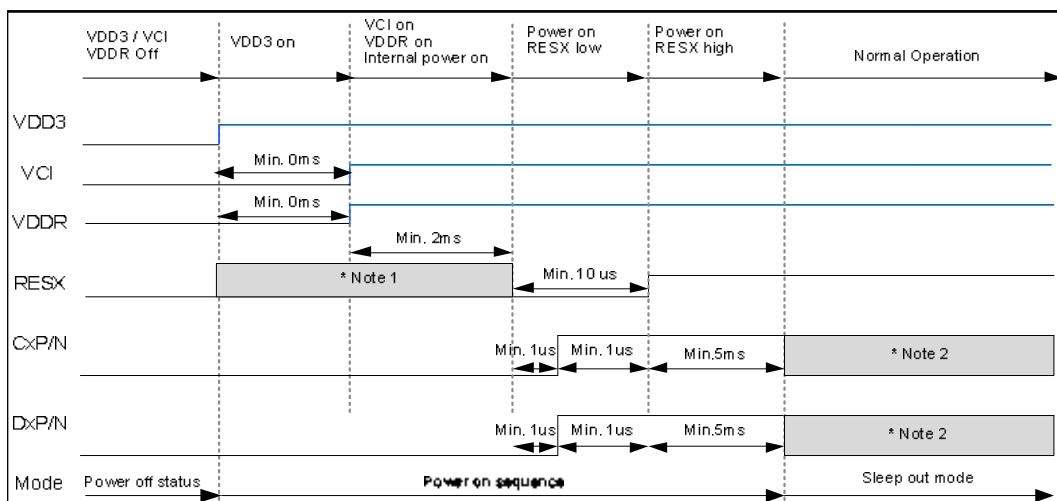 VDD3 / VCI
VDDR Off
VDD3 on
VCI on
VDDR on
Internal power on
Power on
RESX low
Power on
RESX high
Normal Operation
VDD3
VCI
Min. 0ms
VDDR
Min. 0ms
Min. 2ms
RESX
* Note 1
Min. 10 us
CxP/N
Min. 1us
Min. 1us
Min.5ms
* Note 2
DxP/N
Min. 1us
Min. 1us
Min.5ms
* Note 2
Mode
Power off status
Power on sequence
Sleep out mode